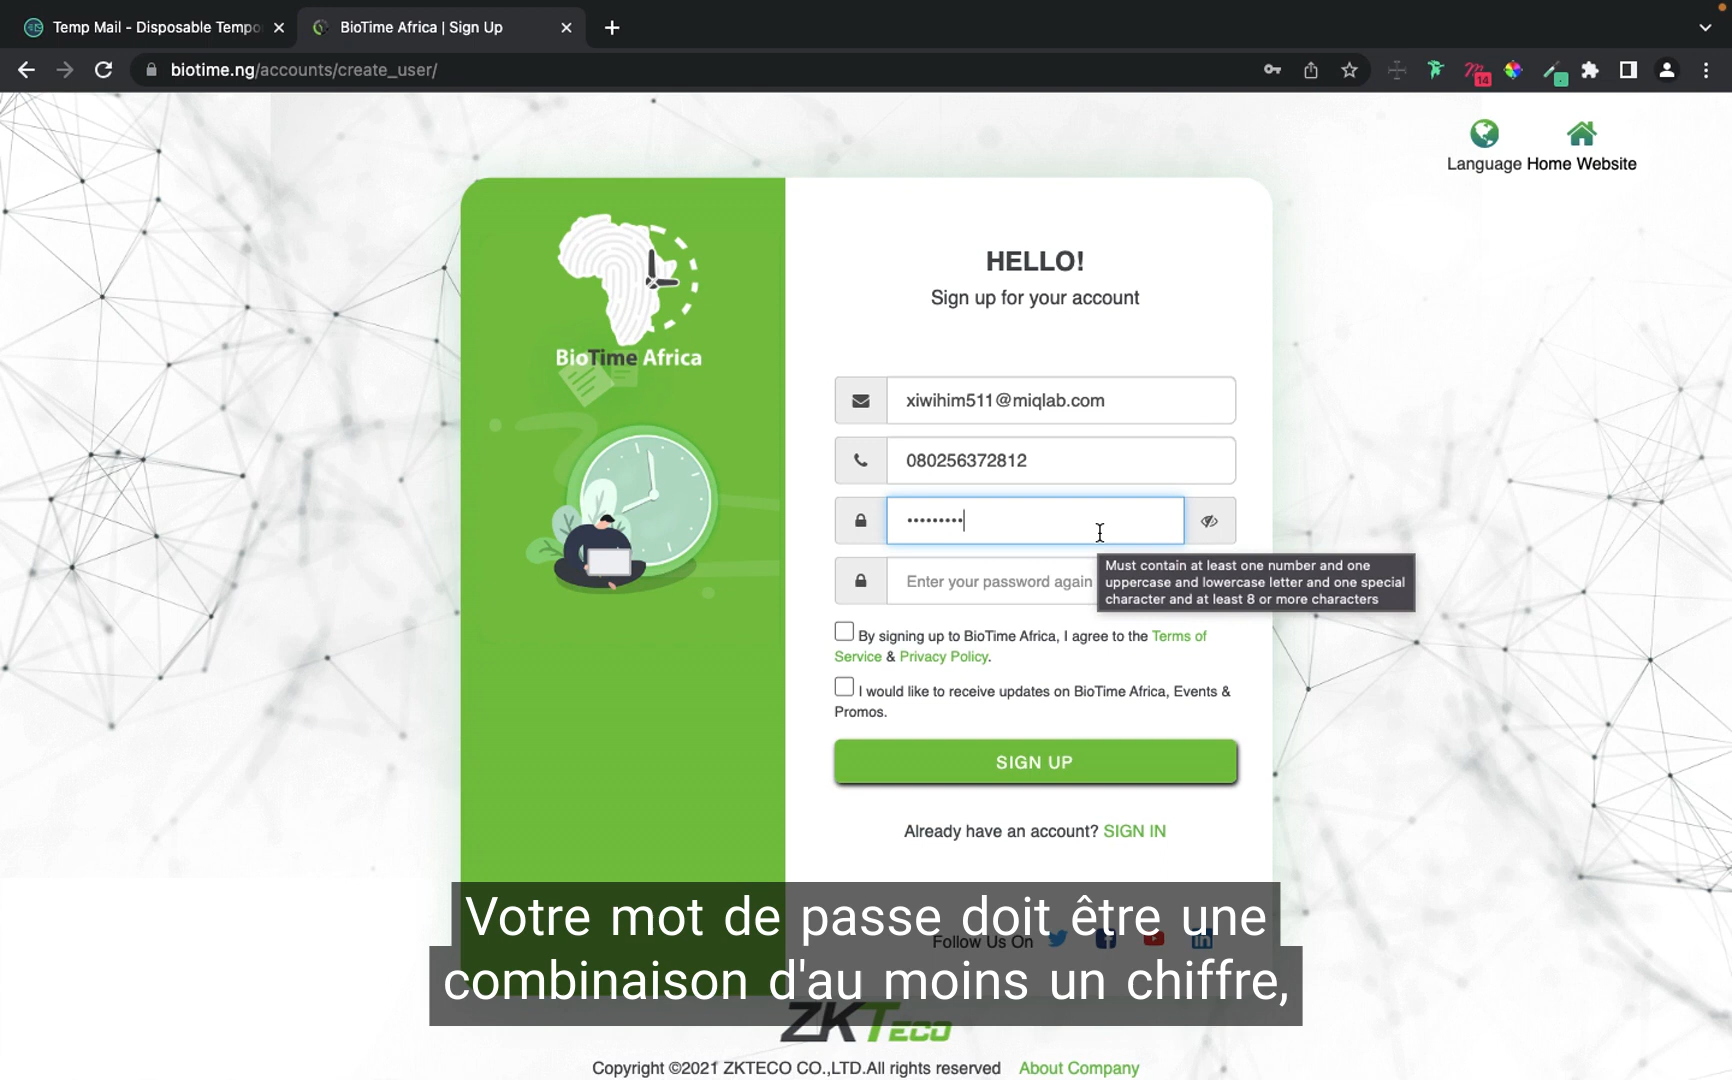 Temp Mail - Disposable Tempo
BioTime Africa | Sign Up
biotime.ng/accounts/create_user/
14
Language Home Website
BioTime Africa
HELLO!
Sign up for your account
xiwihim511@miqlab.com
080256372812
•••••••••
Enter your password again
Must contain at least one number and one
uppercase and lowercase letter and one special
character and at least 8 or more characters
By signing up to BioTime Africa, I agree to the Terms of
Service & Privacy Policy.
I would like to receive updates on BioTime Africa, Events &
Promos.
SIGN UP
Already have an account? SIGN IN
Follow Us On
Votre mot de passe doit être une
combinaison d'au moins un chiffre,
ZKTeco
Copyright ©2021 ZKTECO CO.,LTD.All rights reserved About Company